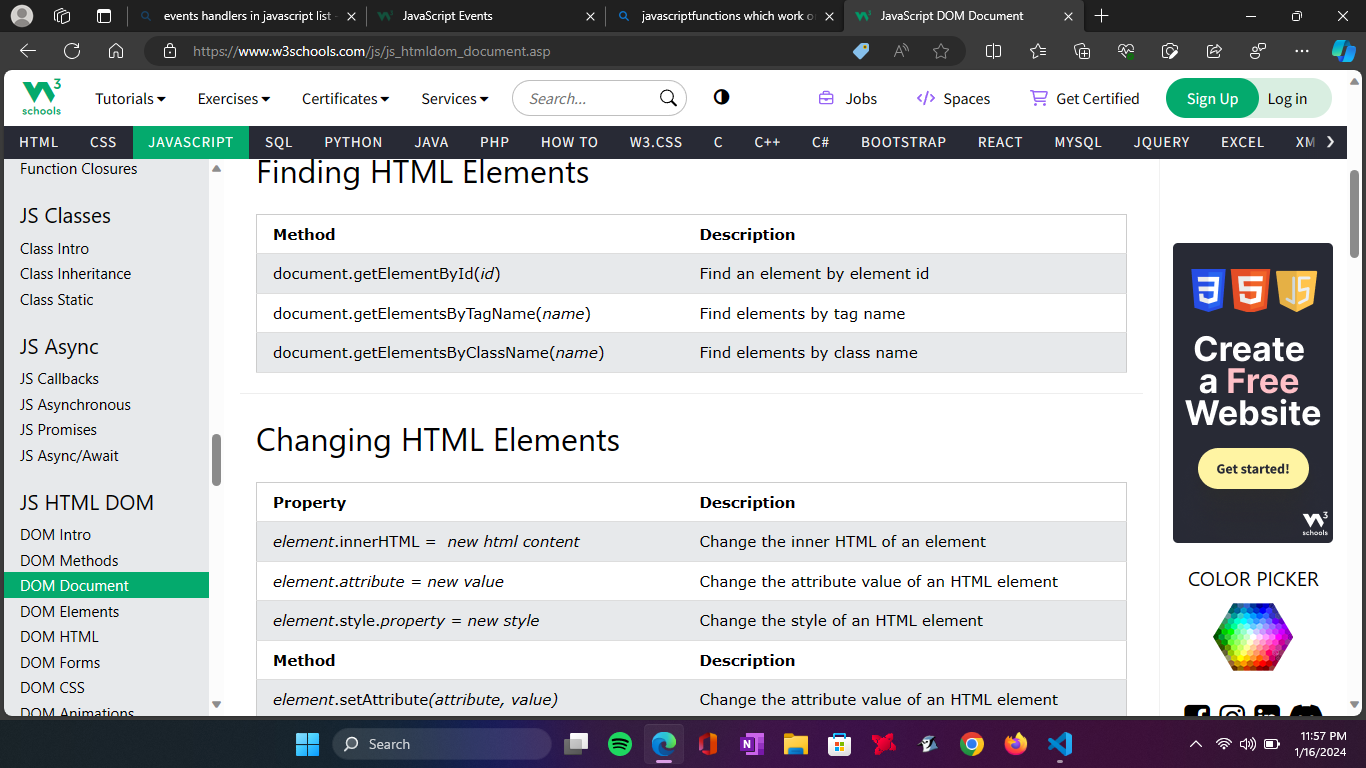 events handlers in javascript list -
JavaScript Events
javascriptfunctions which work o
JavaScript DOM Document
https://www.w3schools.com/js/js_htmldom_document.asp
3
schools
Tutorials
Exercises
Certificates
Services
Search...
Jobs
Spaces
Get Certified
Sign Up
Log in
HTML CSS JAVASCRIPT SQL PYTHON JAVA PHP HOW TO W3.CSS C C++ C# BOOTSTRAP REACT MYSQL JQUERY EXCEL XM
Function Closures
JS Classes
Class Intro
Class Inheritance
Class Static
JS Async
JS Callbacks
JS Asynchronous
JS Promises
JS Async/Await
JS HTML DOM
DOM Intro
DOM Methods
DOM Document
DOM Elements
DOM HTML
DOM Forms
DOM CSS
DOM Animations
Finding HTML Elements
Method Description
document.getElementById(id) Find an element by element id
document.getElementsByTagName(name) Find elements by tag name
document.getElementsByClassName(name) Find elements by class name
Changing HTML Elements
Property Description
element.innerHTML = new html content Change the inner HTML of an element
element.attribute = new value Change the attribute value of an HTML element
element.style.property = new style Change the style of an HTML element
Method Description
element.setAttribute(attribute, value) Change the attribute value of an HTML element
3 5 JS
Create
a Free
Website
Get started!
3
schools
COLOR PICKER
Search
11:57 PM
1/16/2024